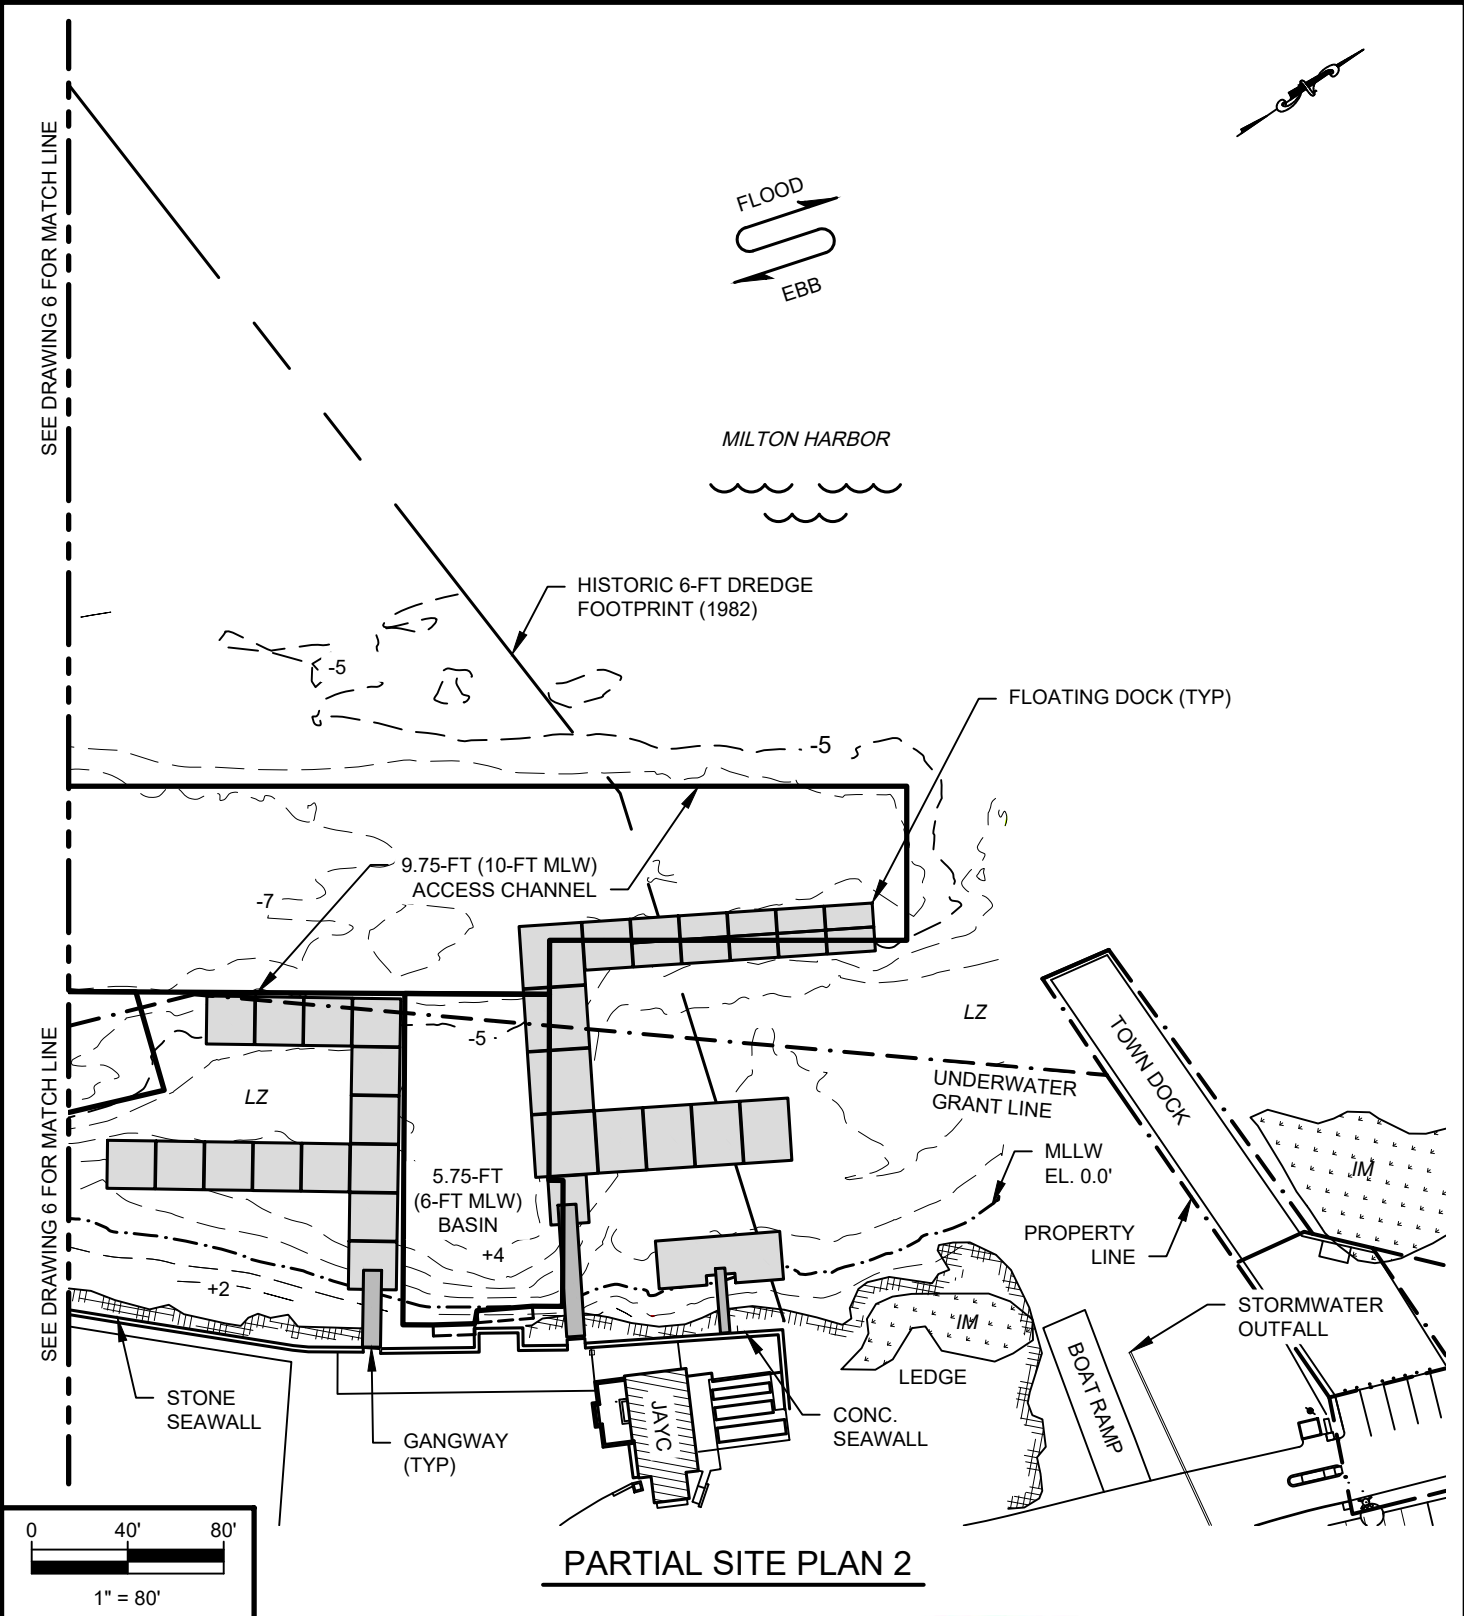 SEE DRAWING 6 FOR MATCH LINE
FLOOD
EBB
MILTON HARBOR
HISTORIC 6-FT DREDGE
FOOTPRINT (1982)
-5
FLOATING DOCK (TYP)
-5
9.75-FT (10-FT MLW)
ACCESS CHANNEL
-7
LZ
-5
TOWN DOCK
UNDERWATER
GRANT LINE
LZ
SEE DRAWING 6 FOR MATCH LINE
MLLW
EL. 0.0'
IM
5.75-FT
(6-FT MLW)
BASIN
+4
PROPERTY
LINE
+2
STORMWATER
OUTFALL
IM
LEDGE
BOAT RAMP
STONE
SEAWALL
GANGWAY
(TYP)
JAYC
CONC.
SEAWALL
0 40' 80'
1" = 80'
PARTIAL SITE PLAN 2